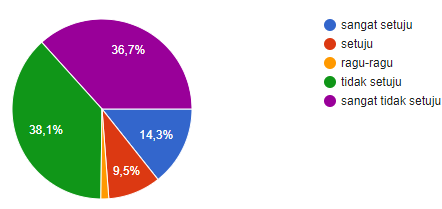 36,7%
38,1%
14,3%
9,5%
sangat setuju
setuju
ragu-ragu
tidak setuju
sangat tidak setuju